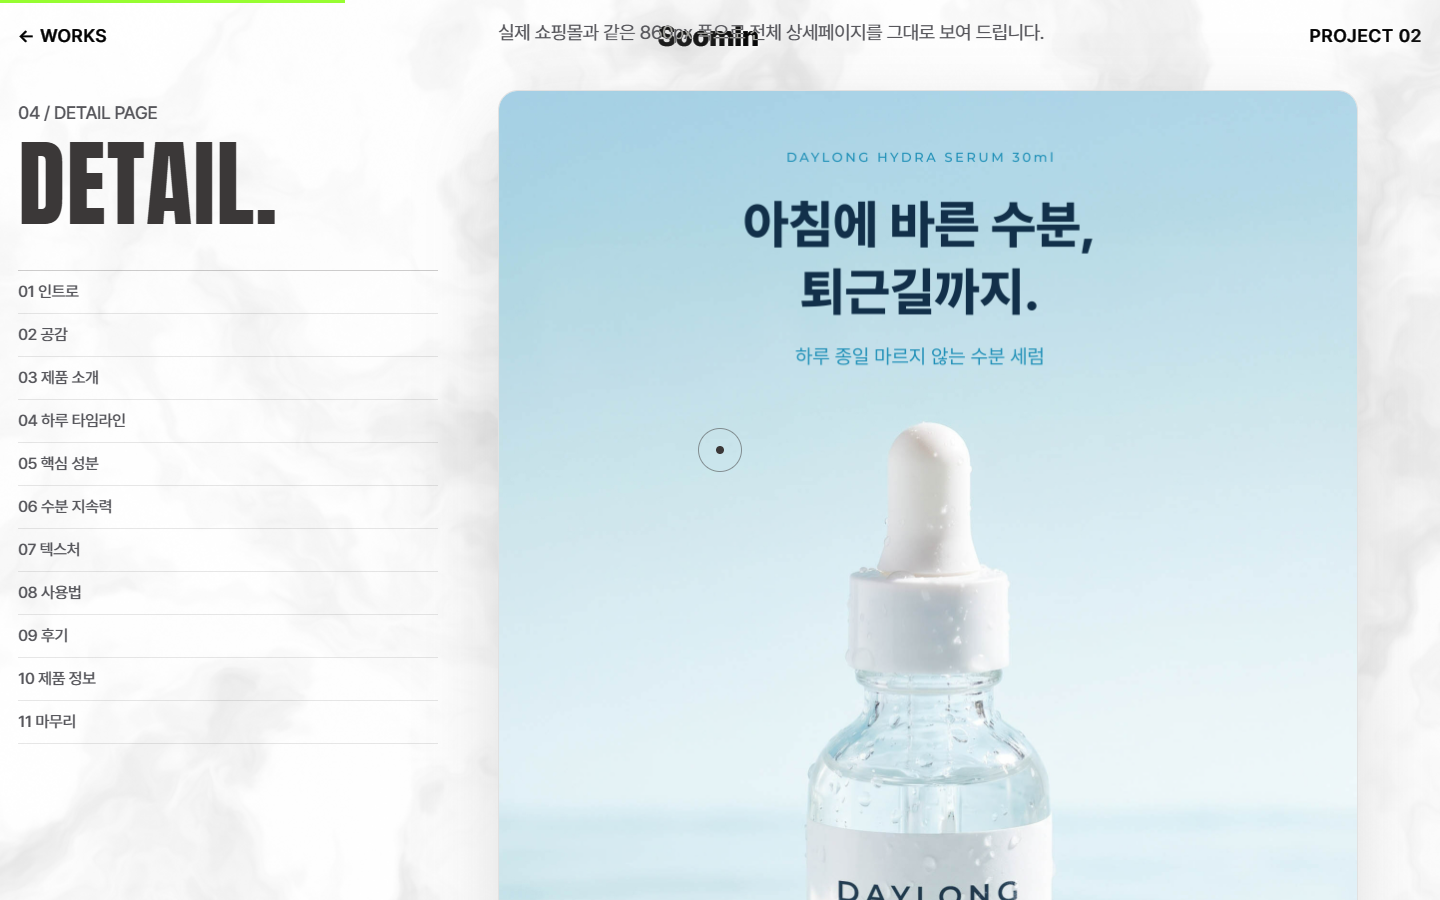 ← WORKS
실제 쇼핑몰과 같은 860px 폭으로 전체 상세페이지를 그대로 보여 드립니다.
Soomin
PROJECT 02
04 / DETAIL PAGE
DETAIL.
01 인트로
02 공감
03 제품 소개
04 하루 타임라인
05 핵심 성분
06 수분 지속력
07 텍스처
08 사용법
09 후기
10 제품 정보
11 마무리
DAYLONG HYDRA SERUM 30ml
아침에 바른 수분,
퇴근길까지.
하루 종일 마르지 않는 수분 세럼
DAYLONG